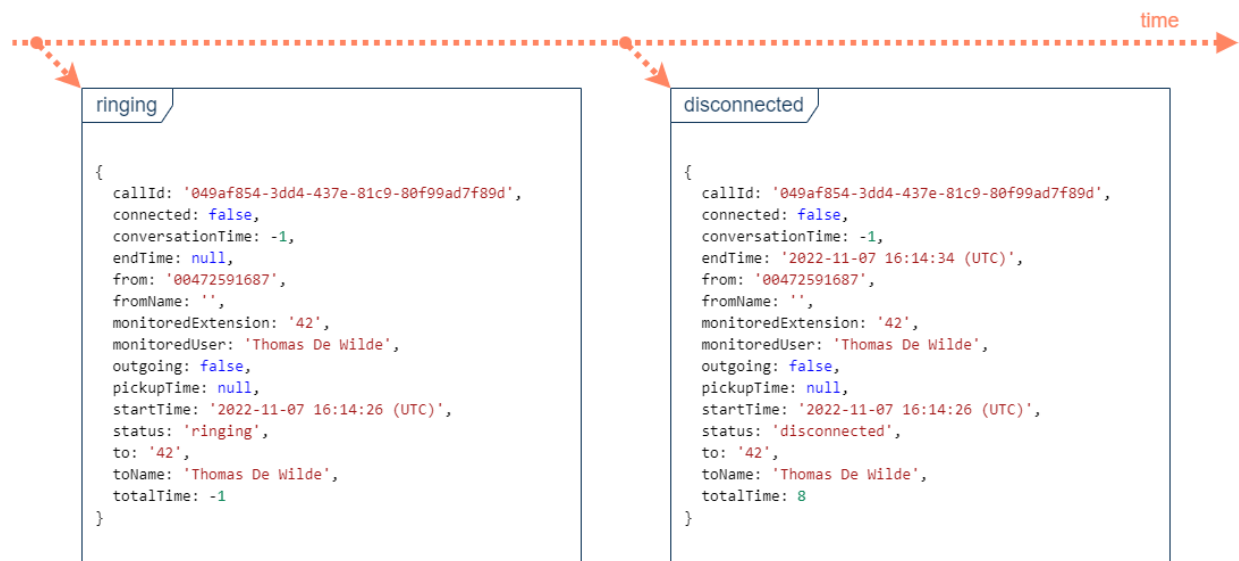 time
ringing
{
  callId: '049af854-3dd4-437e-81c9-80f99ad7f89d',
  connected: false,
  conversationTime: -1,
  endTime: null,
  from: '00472591687',
  fromName: '',
  monitoredExtension: '42',
  monitoredUser: 'Thomas De Wilde',
  outgoing: false,
  pickupTime: null,
  startTime: '2022-11-07 16:14:26 (UTC)',
  status: 'ringing',
  to: '42',
  toName: 'Thomas De Wilde',
  totalTime: -1
}
disconnected
{
  callId: '049af854-3dd4-437e-81c9-80f99ad7f89d',
  connected: false,
  conversationTime: -1,
  endTime: '2022-11-07 16:14:34 (UTC)',
  from: '00472591687',
  fromName: '',
  monitoredExtension: '42',
  monitoredUser: 'Thomas De Wilde',
  outgoing: false,
  pickupTime: null,
  startTime: '2022-11-07 16:14:26 (UTC)',
  status: 'disconnected',
  to: '42',
  toName: 'Thomas De Wilde',
  totalTime: 8
}